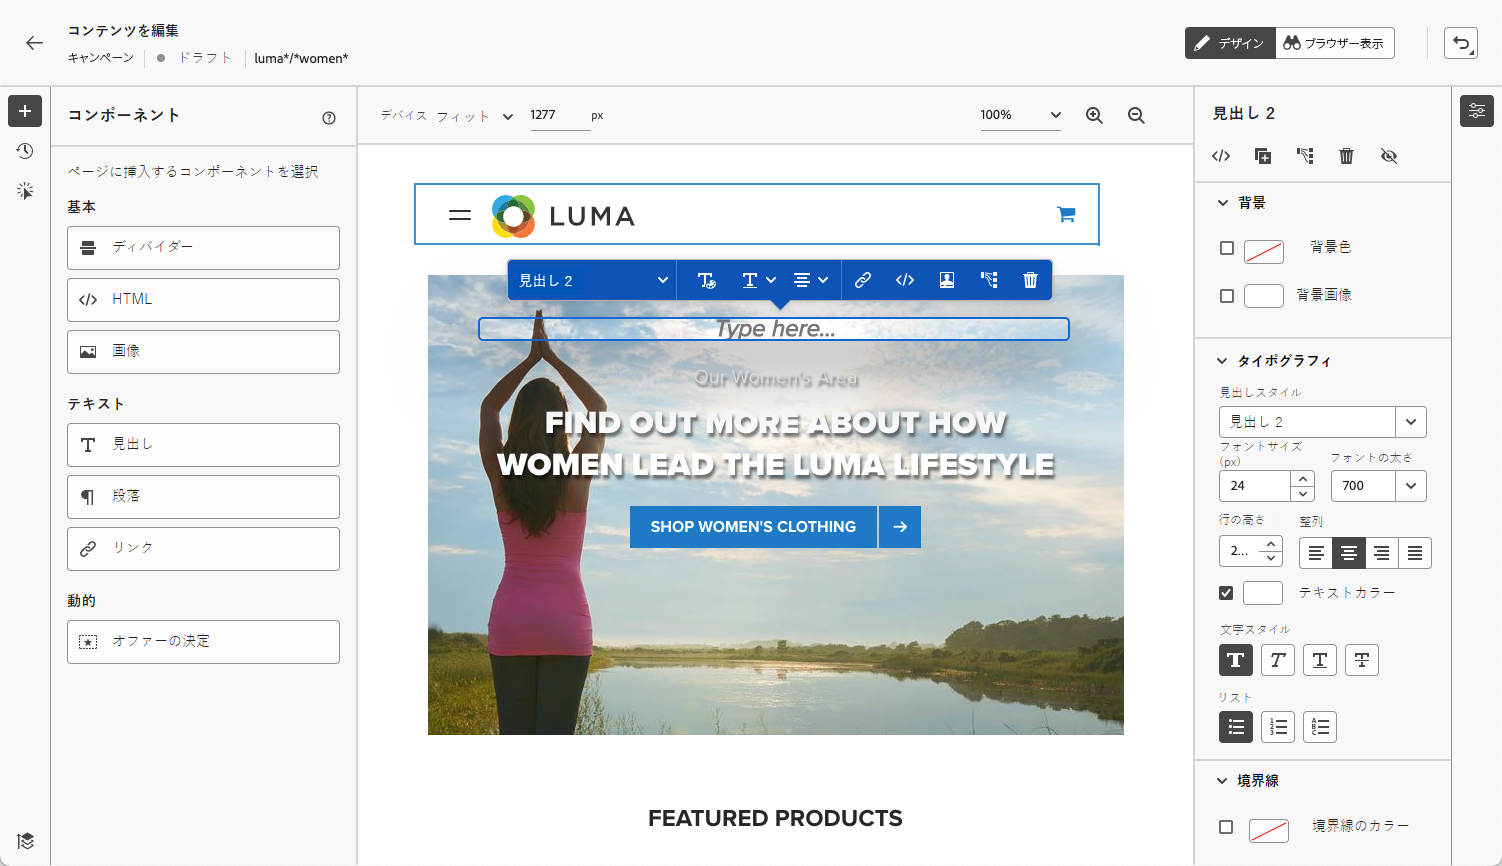 コンテンツを編集
キャンペーン ドラフト luma*/*women*
デザイン ブラウザー表示
コンポーネント
ページに挿入するコンポーネントを選択
基本
ディバイダー
HTML
画像
テキスト
見出し
段落
リンク
動的
オファーの決定
デバイス フィット 1277 px 100%
LUMA
見出し 2
Type here...
Our Women's Area
FIND OUT MORE ABOUT HOW
WOMEN LEAD THE LUMA LIFESTYLE
SHOP WOMEN'S CLOTHING
FEATURED PRODUCTS
見出し 2
背景
背景色
背景画像
タイポグラフィ
見出しスタイル
見出し 2
フォントサイズ
(px)
フォントの太さ
24 700
行の高さ 整列
2...
テキストカラー
文字スタイル
リスト
境界線
境界線のカラー